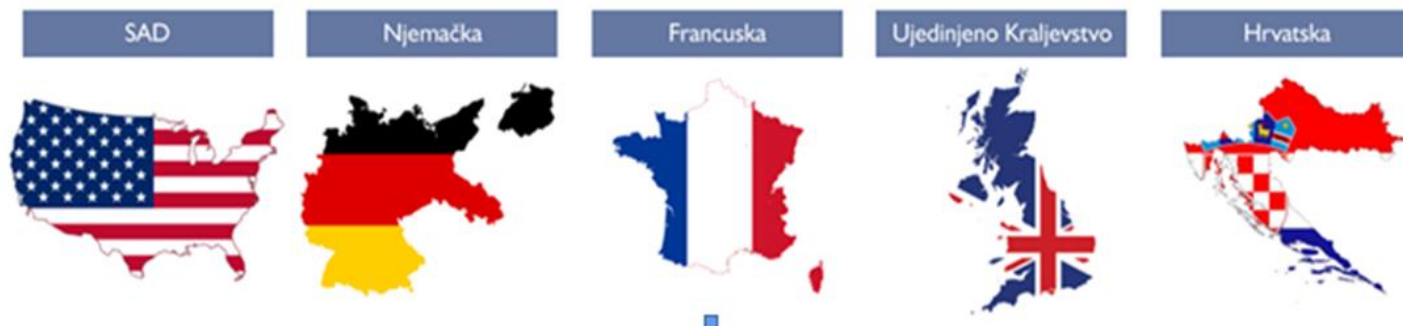 SAD
Njemačka
Francuska
Ujedinjeno Kraljevstvo
Hrvatska